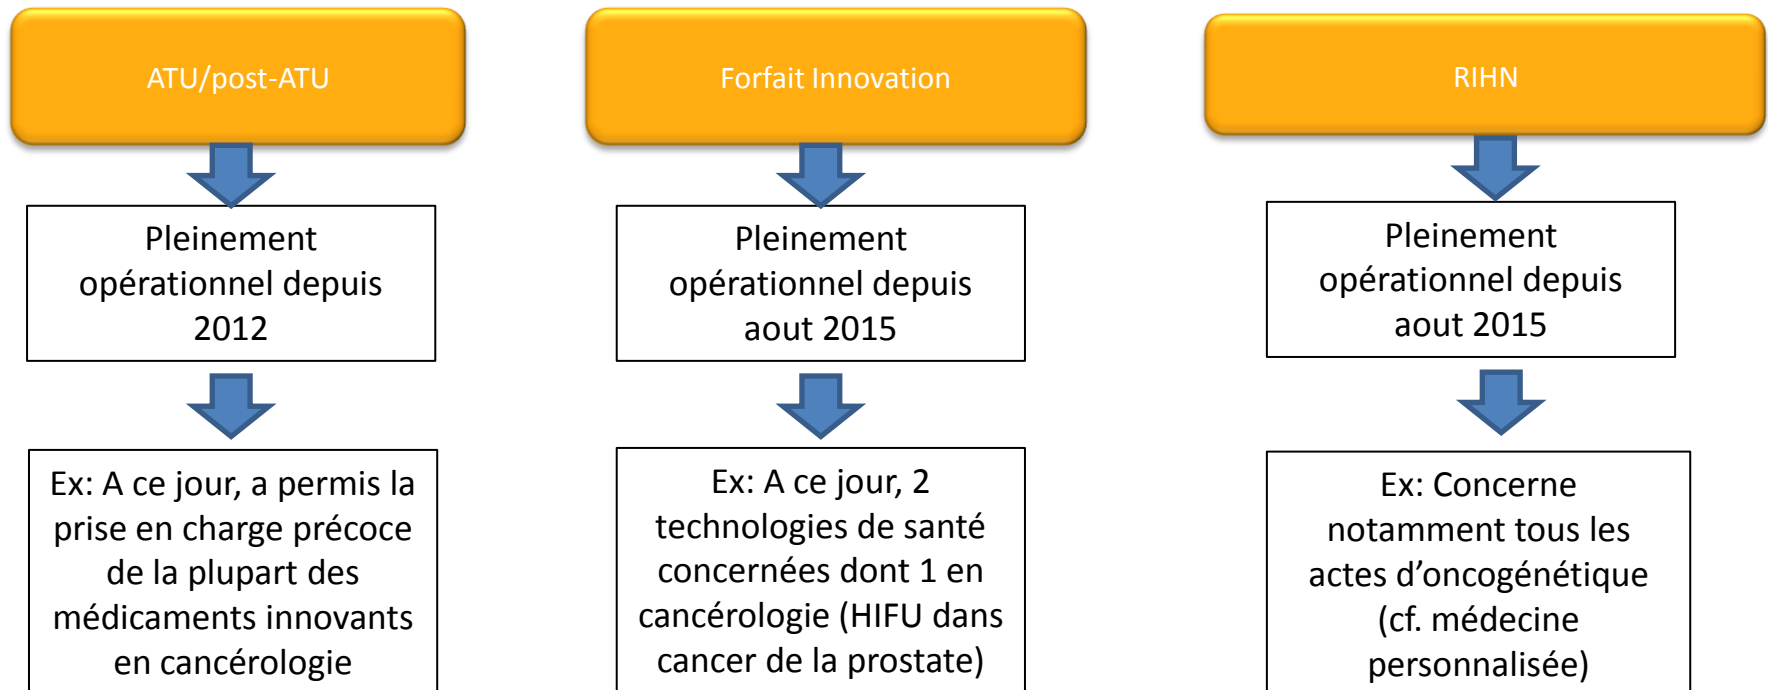 ATU/post-ATU
Pleinement
opérationnel depuis
2012
Ex: A ce jour, a permis la
prise en charge précoce
de la plupart des
médicaments innovants
en cancérologie
Forfait Innovation
Pleinement
opérationnel depuis
aout 2015
Ex: A ce jour, 2
technologies de santé
concernées dont 1 en
cancérologie (HIFU dans
cancer de la prostate)
RIHN
Pleinement
opérationnel depuis
aout 2015
Ex: Concerne
notamment tous les
actes d’oncogénétique
(cf. médecine
personnalisée)